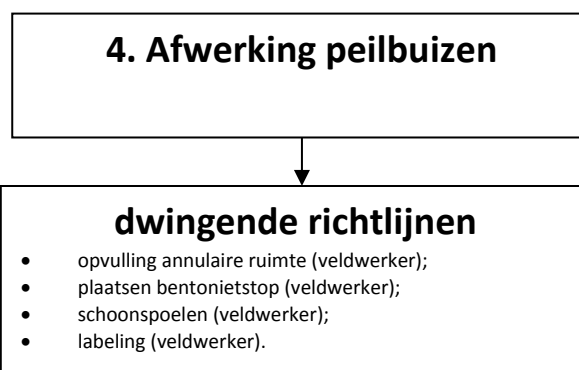 4. Afwerking peilbuizen
dwingende richtlijnen
• opvulling annulaire ruimte (veldwerker);
• plaatsen bentonietstop (veldwerker);
• schoonspoelen (veldwerker);
• labeling (veldwerker).